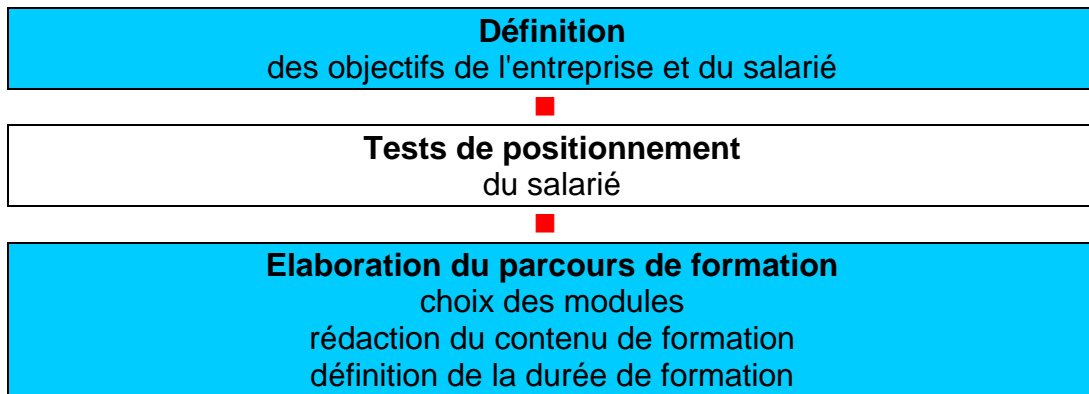 Définition
des objectifs de l'entreprise et du salarié
Tests de positionnement
du salarié
Elaboration du parcours de formation
choix des modules
rédaction du contenu de formation
définition de la durée de formation